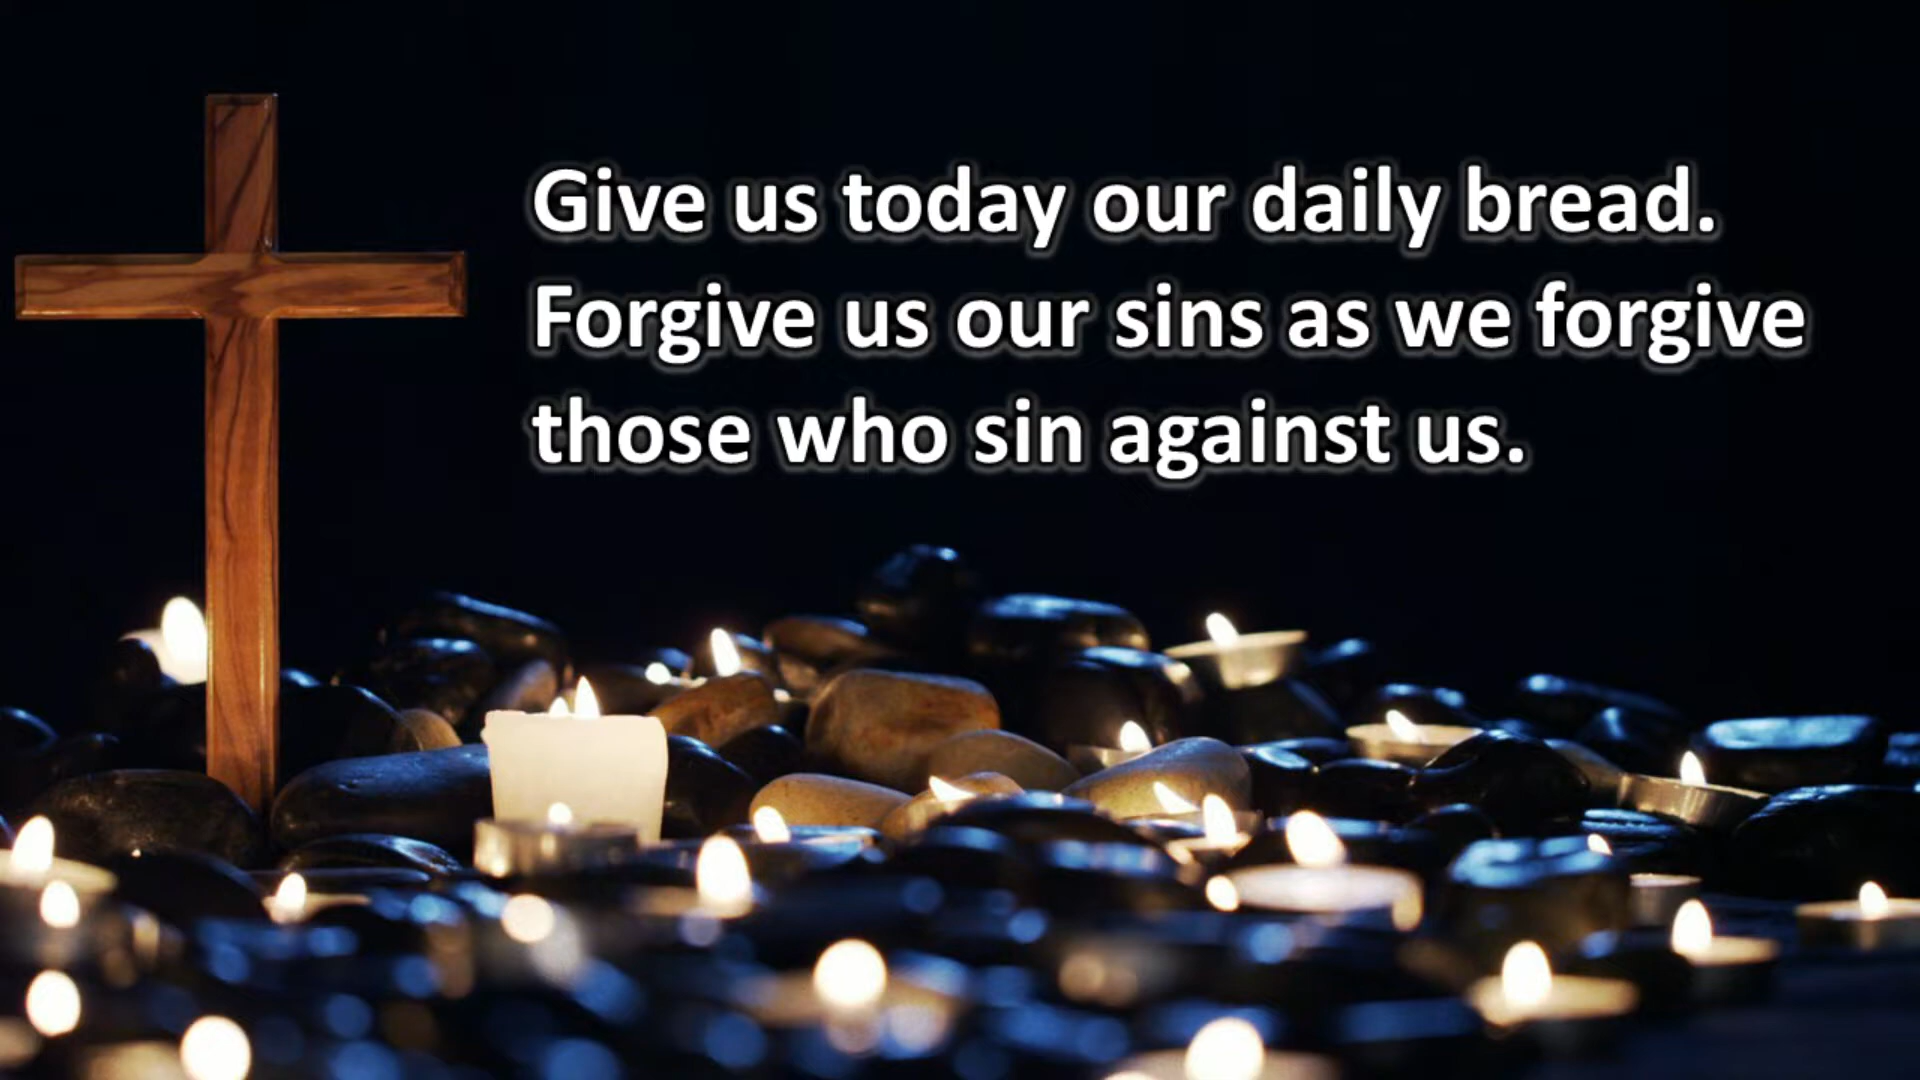 Give us today our daily bread.
Forgive us our sins as we forgive
those who sin against us.